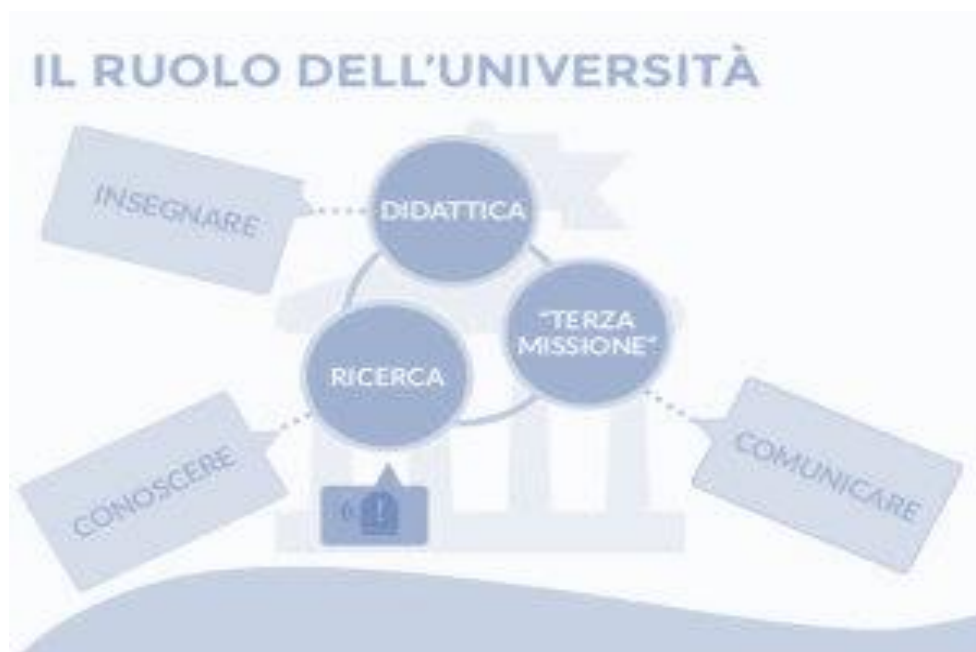 IL RUOLO DELL'UNIVERSITÀ
INSEGNARE
DIDATTICA
"TERZA
MISSIONE"
RICERCA
CONOSCERE
COMUNICARE